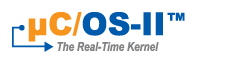 µC/OS-II™
The Real-Time Kernel